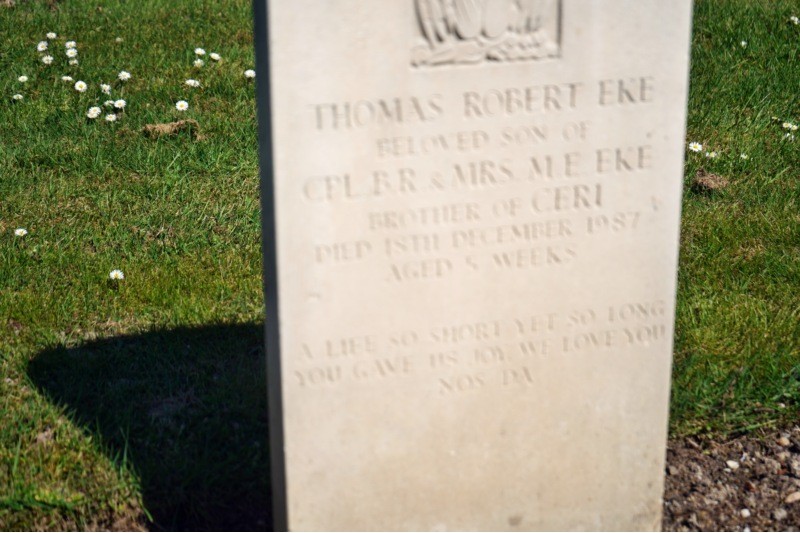 THOMAS ROBERT EKE
BELOVED SON OF
CPL B.R & MRS M.E EKE
BROTHER OF CERI
DIED 18TH DECEMBER 1987
AGED 5 WEEKS
A LIFE SO SHORT YET SO LONG
YOU GAVE US JOY WE LOVE YOU
NOS DA